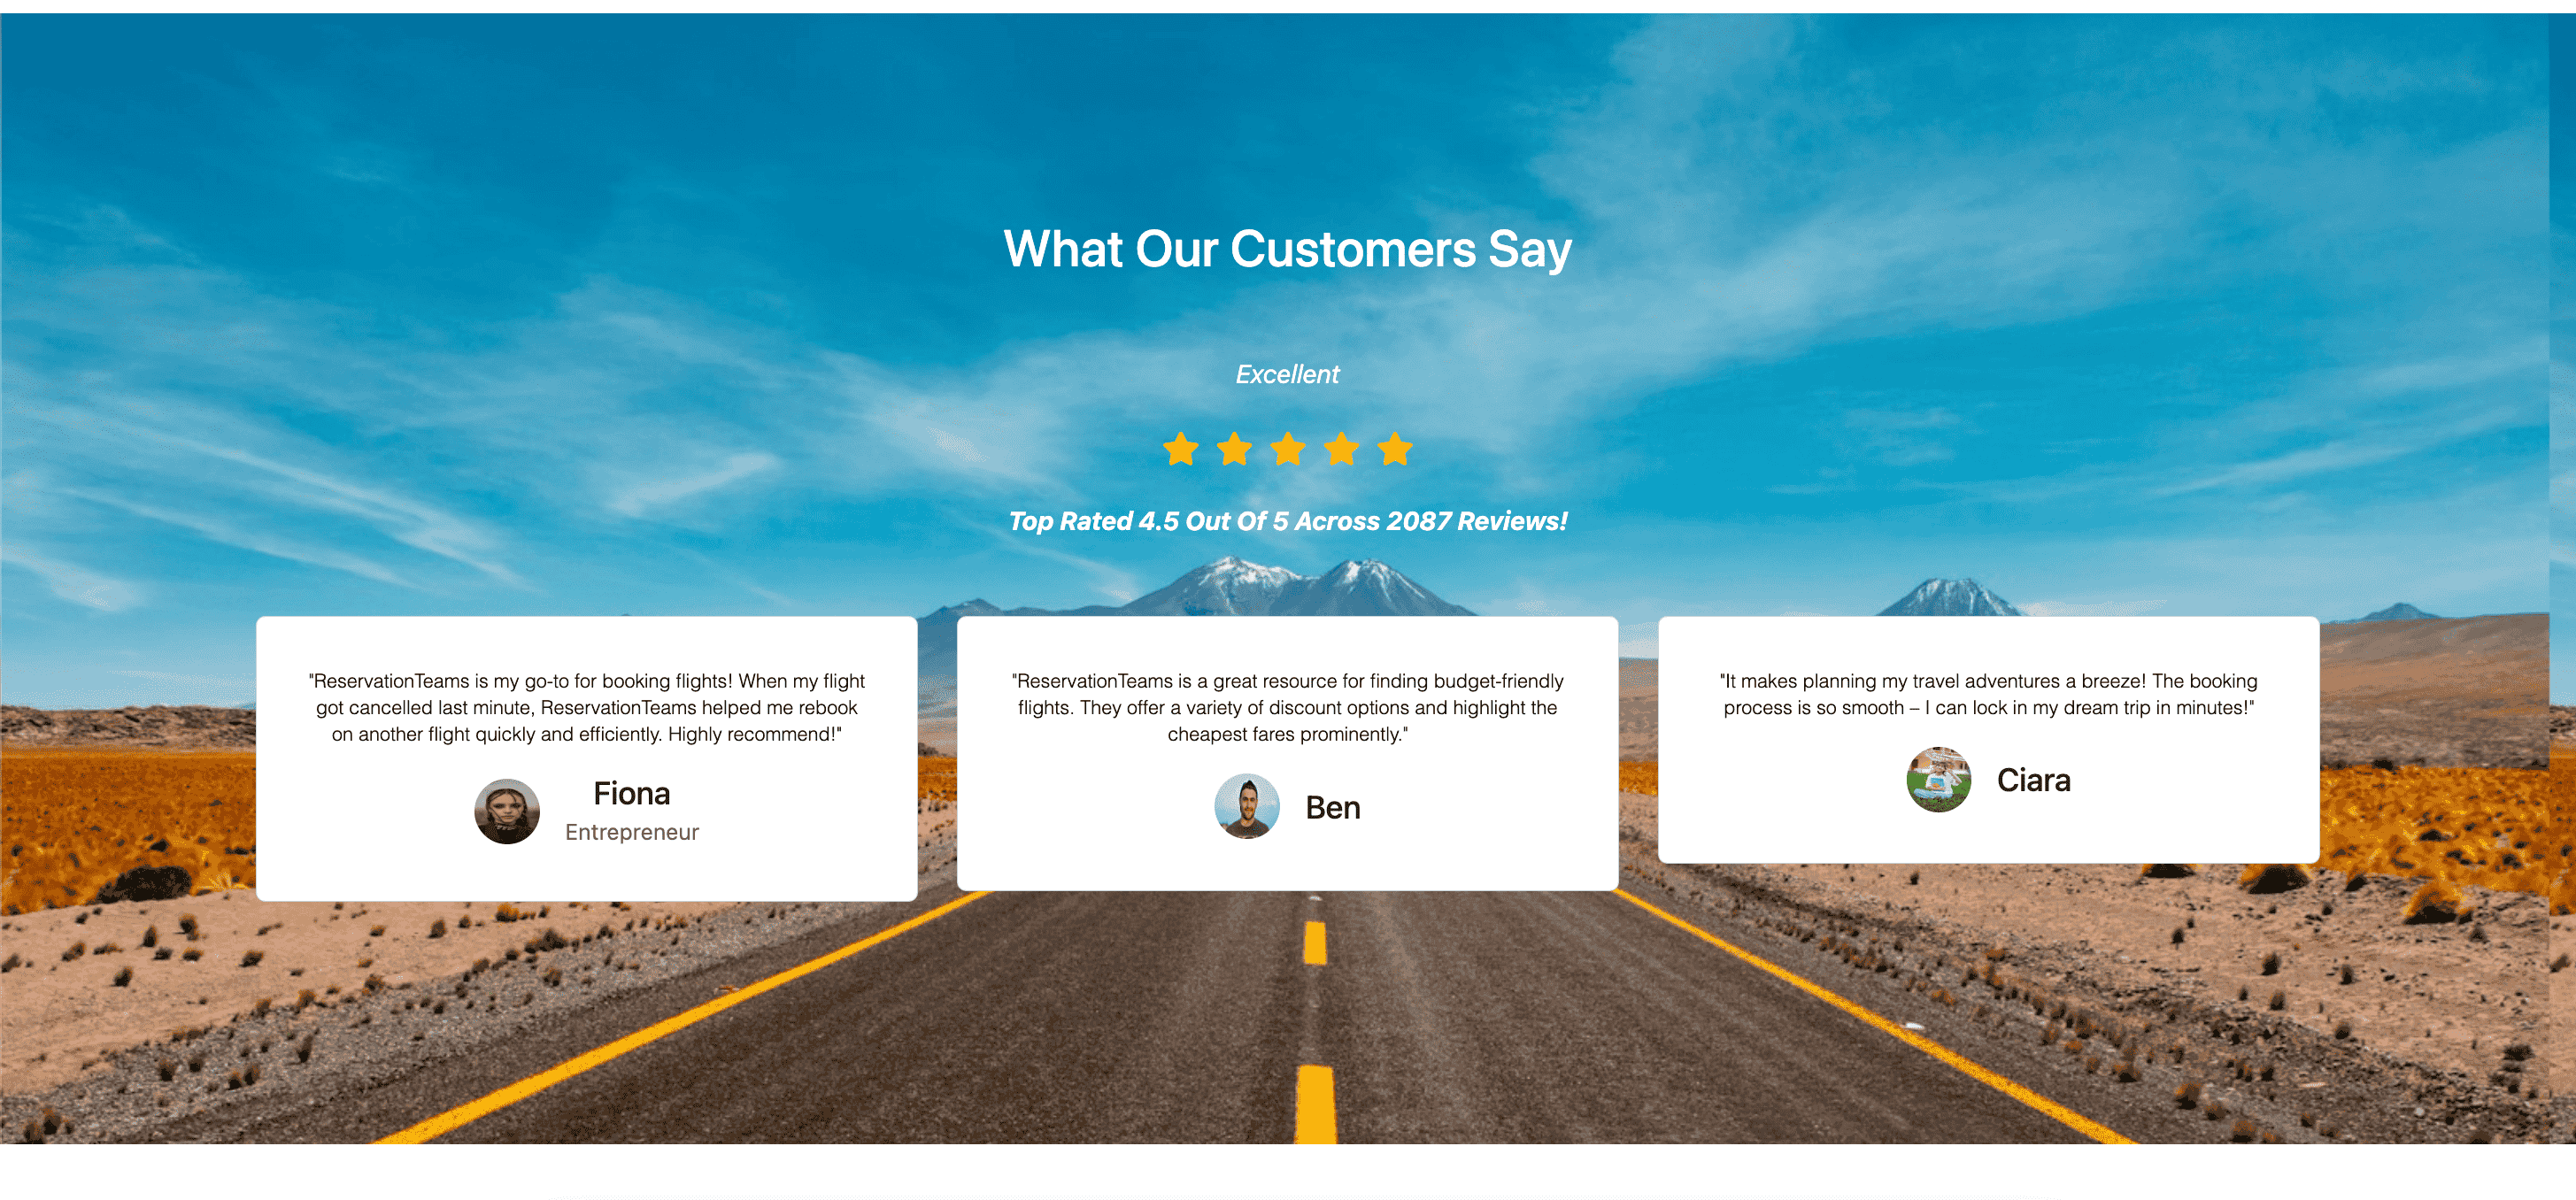 What Our Customers Say
Excellent
Top Rated 4.5 Out Of 5 Across 2087 Reviews!
"ReservationTeams is my go-to for booking flights! When my flight
got cancelled last minute, ReservationTeams helped me rebook
on another flight quickly and efficiently. Highly recommend!"
Fiona
Entrepreneur
"ReservationTeams is a great resource for finding budget-friendly
flights. They offer a variety of discount options and highlight the
cheapest fares prominently."
Ben
"It makes planning my travel adventures a breeze! The booking
process is so smooth – I can lock in my dream trip in minutes!"
Ciara